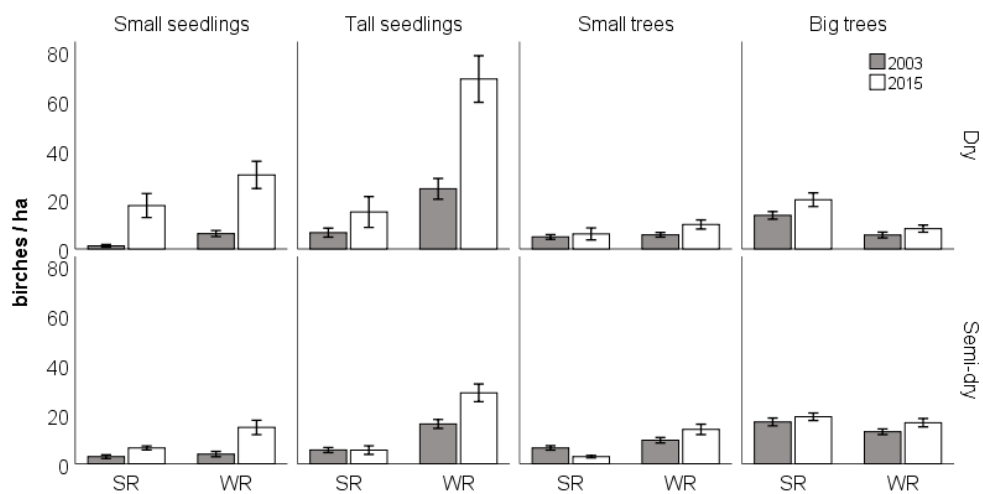 Small seedlings Tall seedlings Small trees Big trees
80
60
40
20
0
2003
2015
Dry
birches / ha
80
60
40
20
0
Semi-dry
SR WR SR WR SR WR SR WR